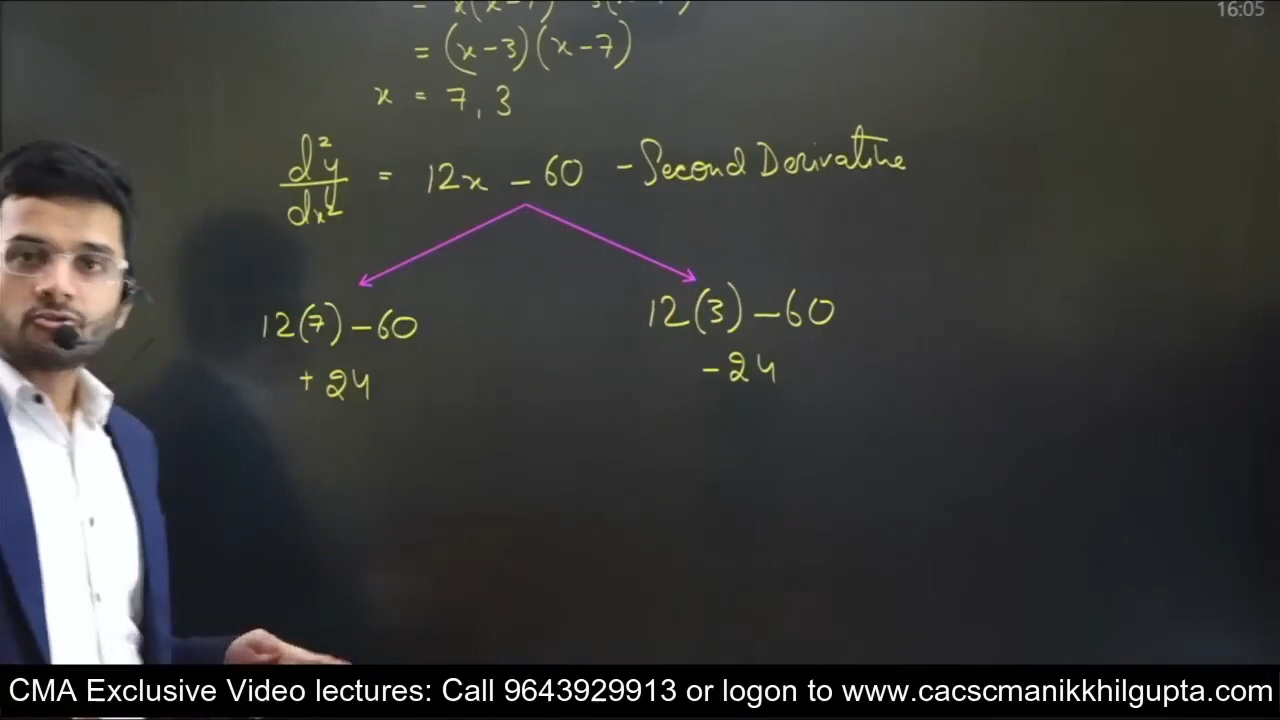 16:05
= (x-3)(x-7)
x = 7, 3
d²y/dx² = 12x - 60 - Second Derivative
12(7) - 60 12(3) - 60
+ 24 - 24
CMA Exclusive Video lectures: Call 9643929913 or logon to www.cacscmanikkhilgupta.com